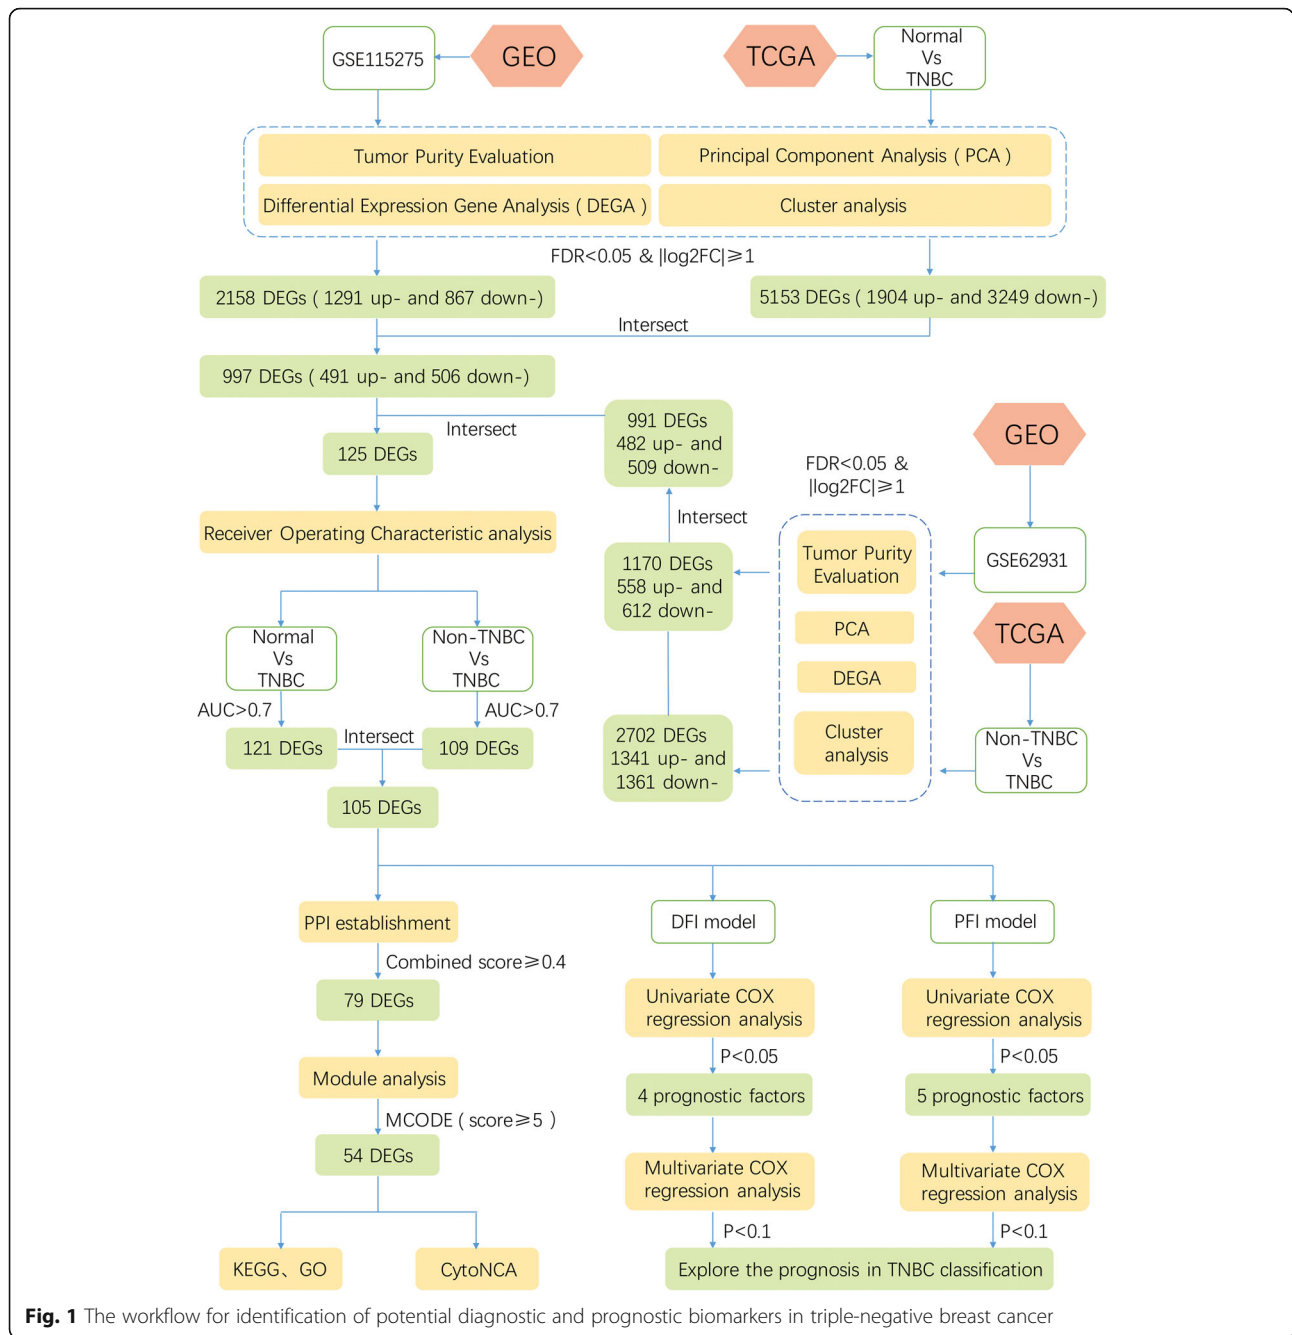 GSE115275
GEO
TCGA
Normal
Vs
TNBC
Tumor Purity Evaluation
Principal Component Analysis ( PCA )
Differential Expression Gene Analysis ( DEGA )
Cluster analysis
FDR<0.05 & |log2FC|≥1
2158 DEGs ( 1291 up- and 867 down-)
5153 DEGs ( 1904 up- and 3249 down-)
Intersect
997 DEGs ( 491 up- and 506 down-)
991 DEGs
482 up- and
509 down-
Intersect
125 DEGs
GEO
FDR<0.05 &
|log2FC|≥1
Receiver Operating Characteristic analysis
Intersect
Tumor Purity
Evaluation
GSE62931
1170 DEGs
558 up- and
612 down-
PCA
TCGA
Normal
Vs
TNBC
Non-TNBC
Vs
TNBC
DEGA
AUC>0.7
AUC>0.7
2702 DEGs
1341 up- and
1361 down-
Cluster
analysis
Non-TNBC
Vs
TNBC
121 DEGs
Intersect
109 DEGs
105 DEGs
PPI establishment
DFI model
PFI model
Combined score≥0.4
79 DEGs
Univariate COX
regression analysis
Univariate COX
regression analysis
P<0.05
P<0.05
Module analysis
4 prognostic factors
5 prognostic factors
MCODE ( score≥5 )
54 DEGs
Multivariate COX
regression analysis
Multivariate COX
regression analysis
P<0.1
P<0.1
KEGG、GO
CytoNCA
Explore the prognosis in TNBC classification
Fig. 1 The workflow for identification of potential diagnostic and prognostic biomarkers in triple-negative breast cancer